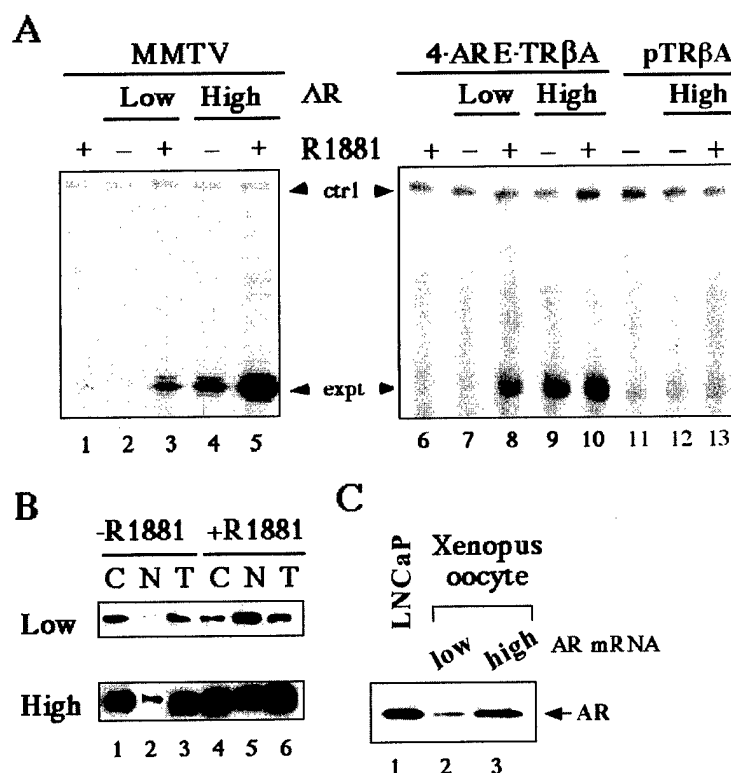 A
MMTV 4-ARE-TRβA pTRβA
Low High AR Low High High
+ − + − + R1881 + − + − + − − +
ctrl
expt
1 2 3 4 5 6 7 8 9 10 11 12 13
B
-R1881 +R1881
C N T C N T
Low
High
1 2 3 4 5 6
C
LNCaP
Xenopus
oocyte
low high AR mRNA
AR
1 2 3